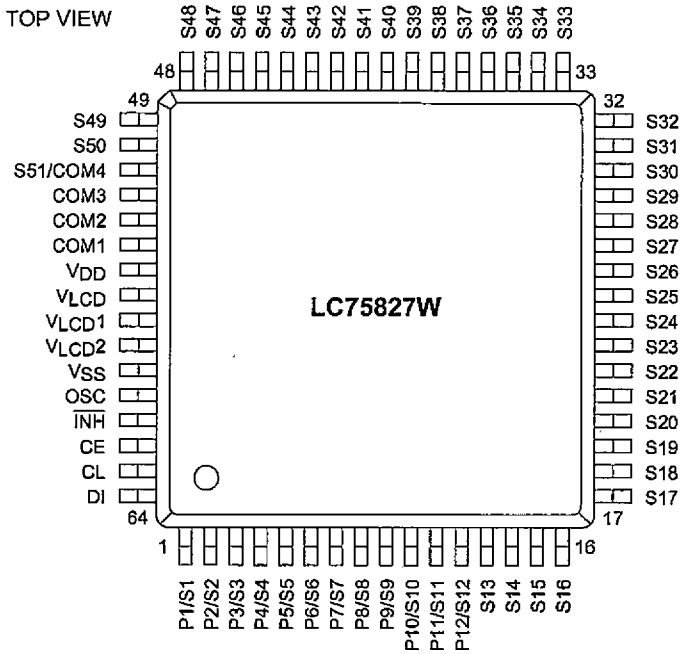 TOP VIEW
S48 S47 S46 S45 S44 S43 S42 S41 S40 S39 S38 S37 S36 S35 S34 S33
48 33
49 32
S49 S32
S50 S31
S51/COM4 S30
COM3 S29
COM2 S28
COM1 S27
VDD S26
VLCD S25
LC75827W
VLCD1 S24
VLCD2 S23
VSS S22
OSC S21
INH S20
CE S19
CL S18
DI S17
64 17
1 16
P1/S1 P2/S2 P3/S3 P4/S4 P5/S5 P6/S6 P7/S7 P8/S8 P9/S9 P10/S10 P11/S11 P12/S12 S13 S14 S15 S16